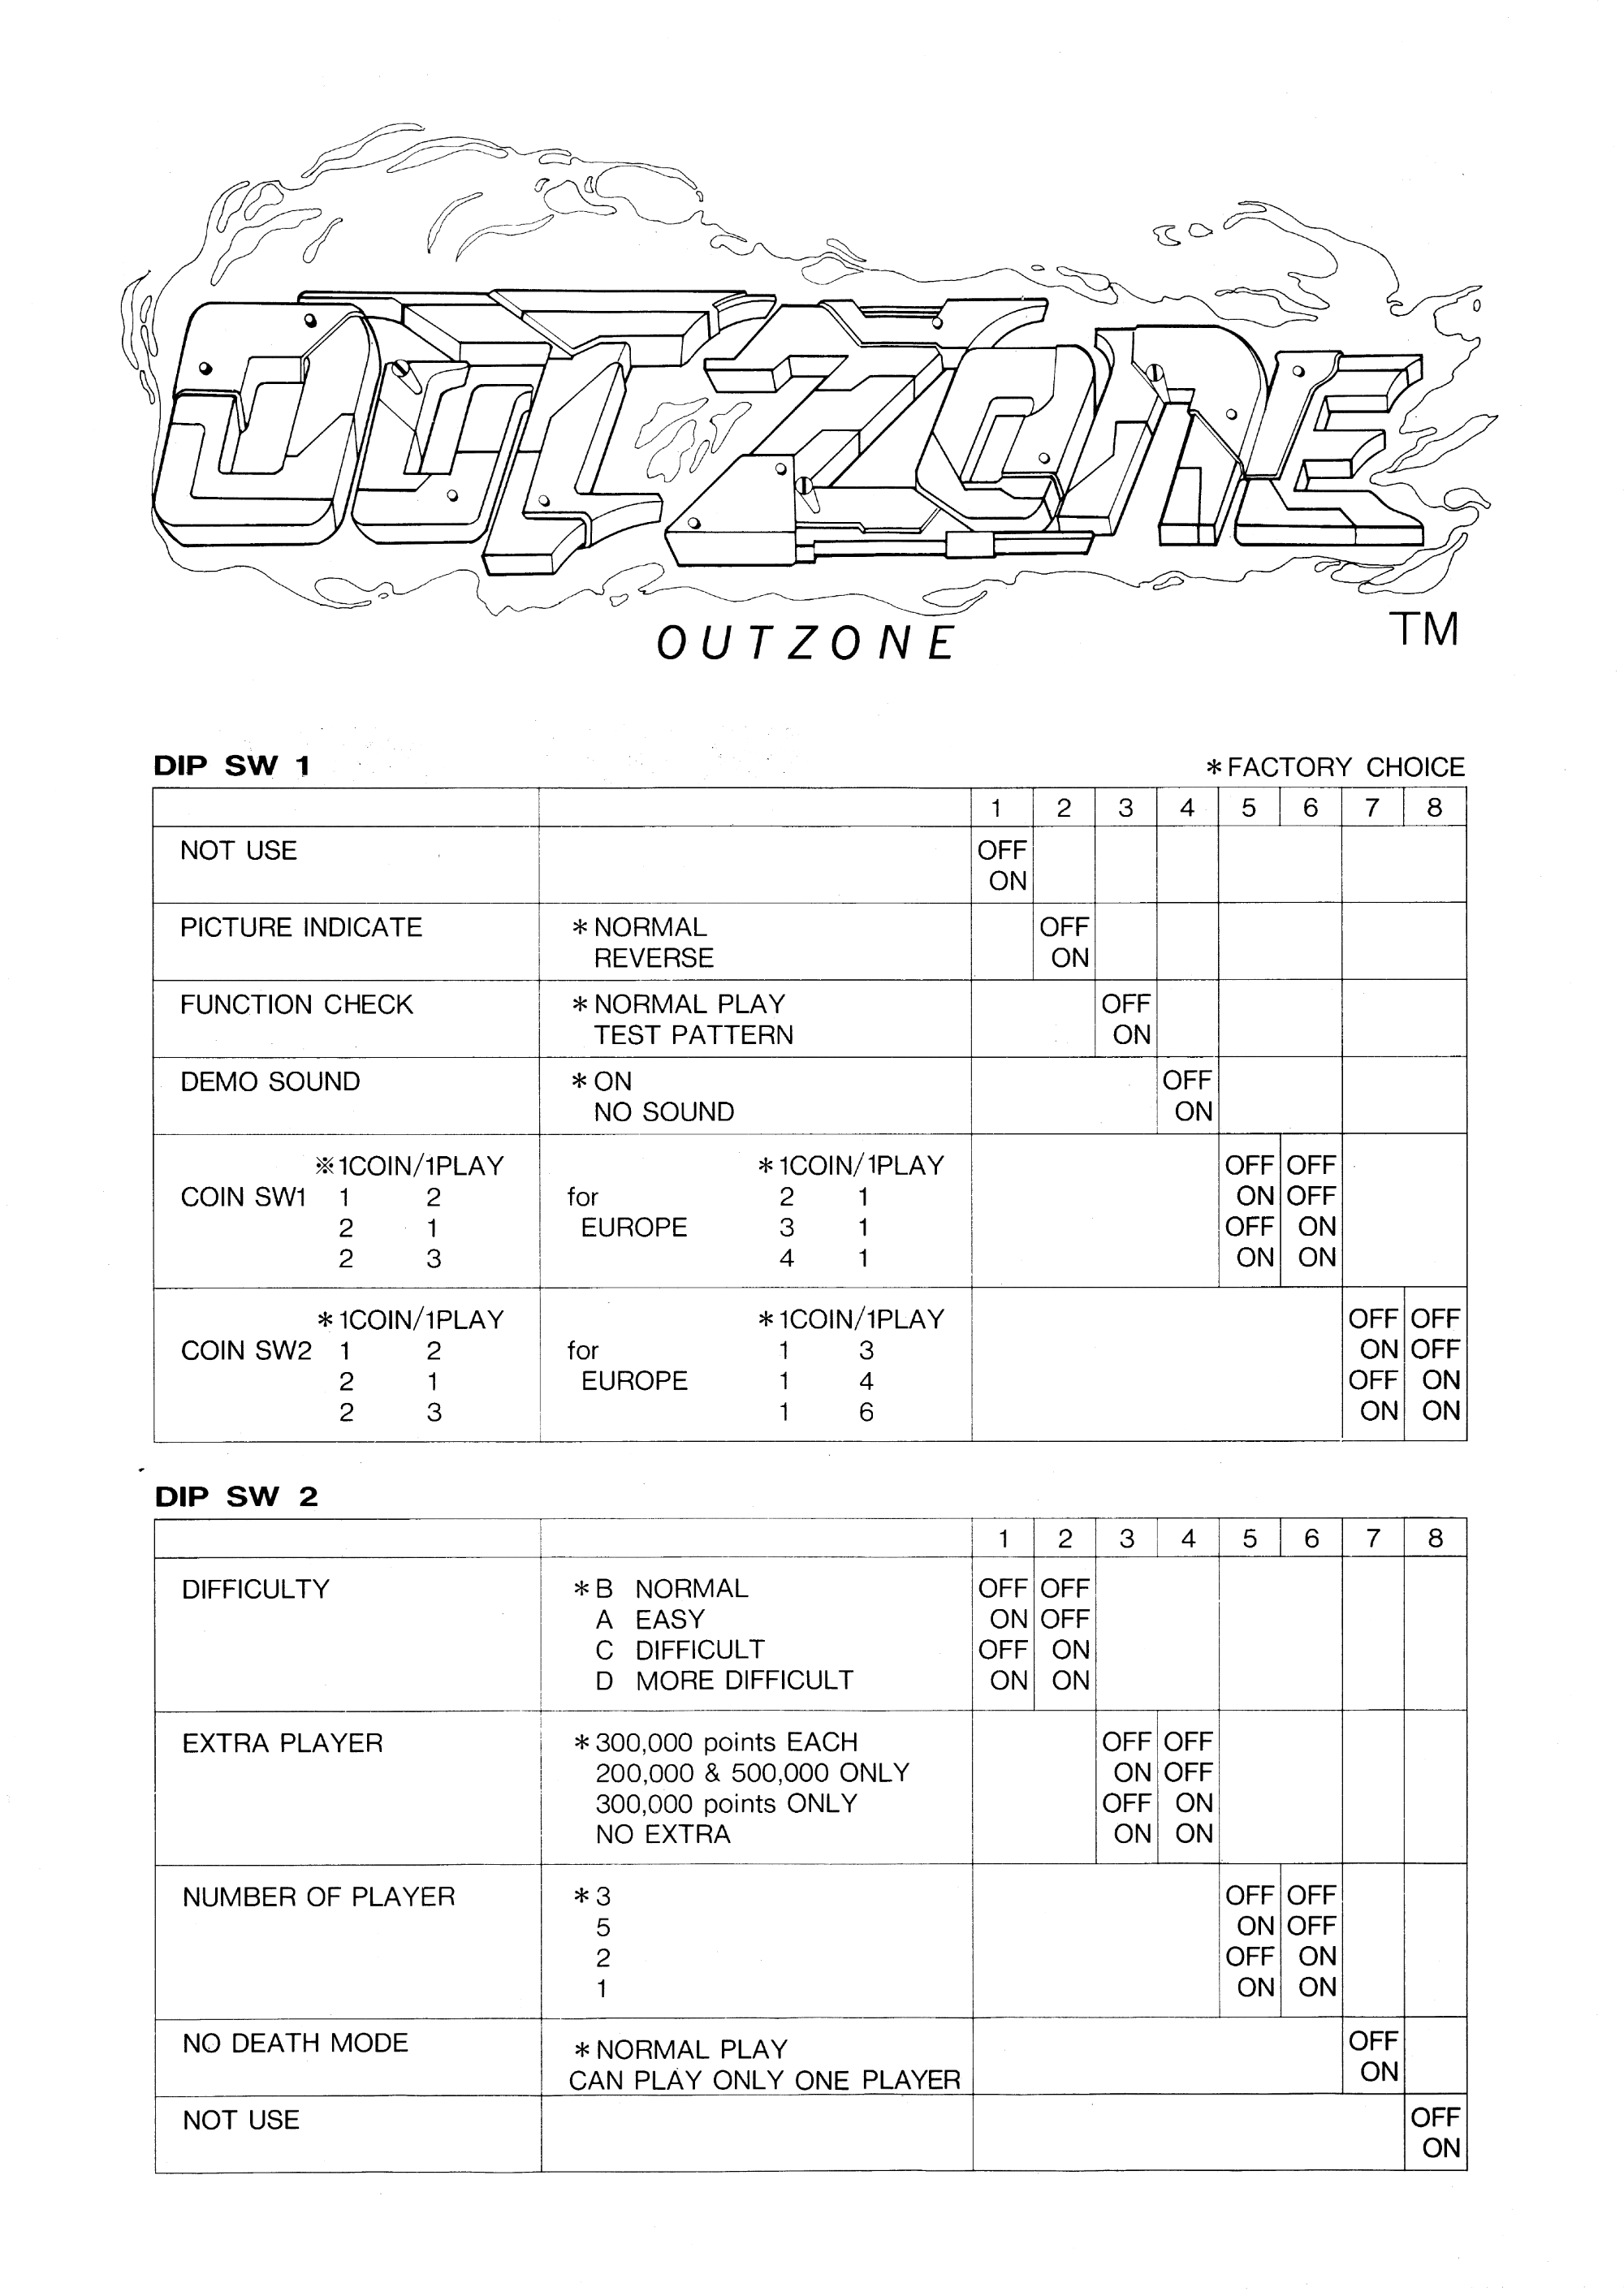 OUTZONE
OUTZONE
TM
DIP SW 1
*FACTORY CHOICE
1 2 3 4 5 6 7 8
NOT USE OFF
ON
PICTURE INDICATE *NORMAL OFF
REVERSE ON
FUNCTION CHECK *NORMAL PLAY OFF
TEST PATTERN ON
DEMO SOUND *ON OFF
NO SOUND ON
※1COIN/1PLAY *1COIN/1PLAY OFF OFF
COIN SW1 1 2 for 2 1 ON OFF
2 1 EUROPE 3 1 OFF ON
2 3 4 1 ON ON
*1COIN/1PLAY *1COIN/1PLAY OFF OFF
COIN SW2 1 2 for 1 3 ON OFF
2 1 EUROPE 1 4 OFF ON
2 3 1 6 ON ON
DIP SW 2
1 2 3 4 5 6 7 8
DIFFICULTY *B NORMAL OFF OFF
A EASY ON OFF
C DIFFICULT OFF ON
D MORE DIFFICULT ON ON
EXTRA PLAYER *300,000 points EACH OFF OFF
200,000 & 500,000 ONLY ON OFF
300,000 points ONLY OFF ON
NO EXTRA ON ON
NUMBER OF PLAYER *3 OFF OFF
5 ON OFF
2 OFF ON
1 ON ON
NO DEATH MODE *NORMAL PLAY OFF
CAN PLAY ONLY ONE PLAYER ON
NOT USE OFF
ON